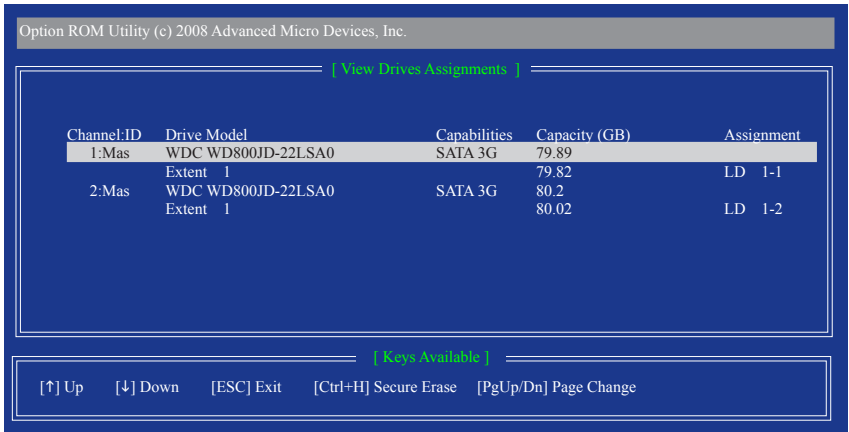 Option ROM Utility (c) 2008 Advanced Micro Devices, Inc.
[ View Drives Assignments ]
Channel:ID Drive Model Capabilities Capacity (GB) Assignment
1:Mas WDC WD800JD-22LSA0 SATA 3G 79.89
Extent 1 79.82 LD 1-1
2:Mas WDC WD800JD-22LSA0 SATA 3G 80.2
Extent 1 80.02 LD 1-2
[ Keys Available ]
[↑] Up [↓] Down [ESC] Exit [Ctrl+H] Secure Erase [PgUp/Dn] Page Change